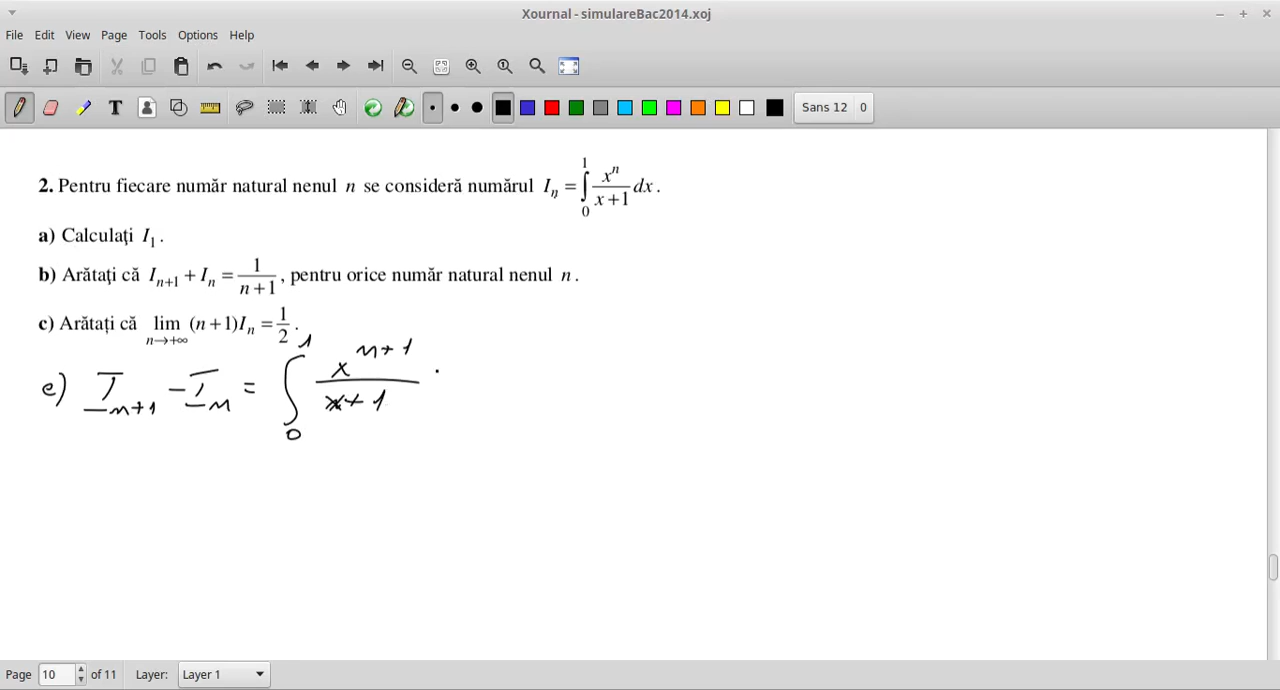 Xournal - simulareBac2014.xoj
File Edit View Page Tools Options Help
Sans 12 0
2. Pentru fiecare număr natural nenul n se consideră numărul I_n = ∫_0^1 x^n/(x+1) dx.
a) Calculaţi I_1.
b) Arătaţi că I_{n+1} + I_n = 1/(n+1), pentru orice număr natural nenul n.
c) Arătaţi că lim_{n→+∞} (n+1)I_n = 1/2.
c) I_{n+1} - I_n = ∫_0^1 x^{n+1}/(x+1)
Page 10 of 11 Layer: Layer 1